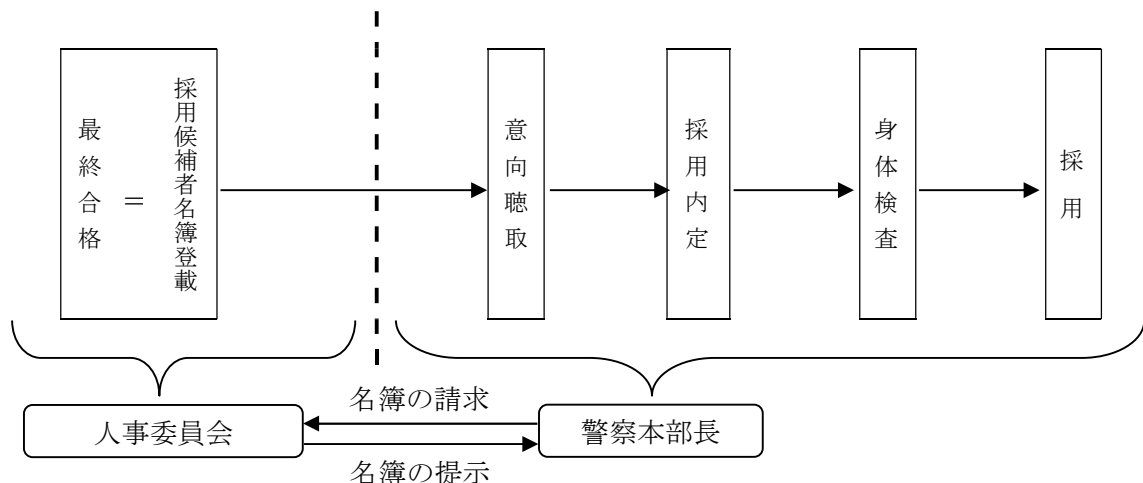 最終合格
＝
採用候補者名簿登載
意向聴取
採用内定
身体検査
採用
人事委員会
名簿の請求
名簿の提示
警察本部長